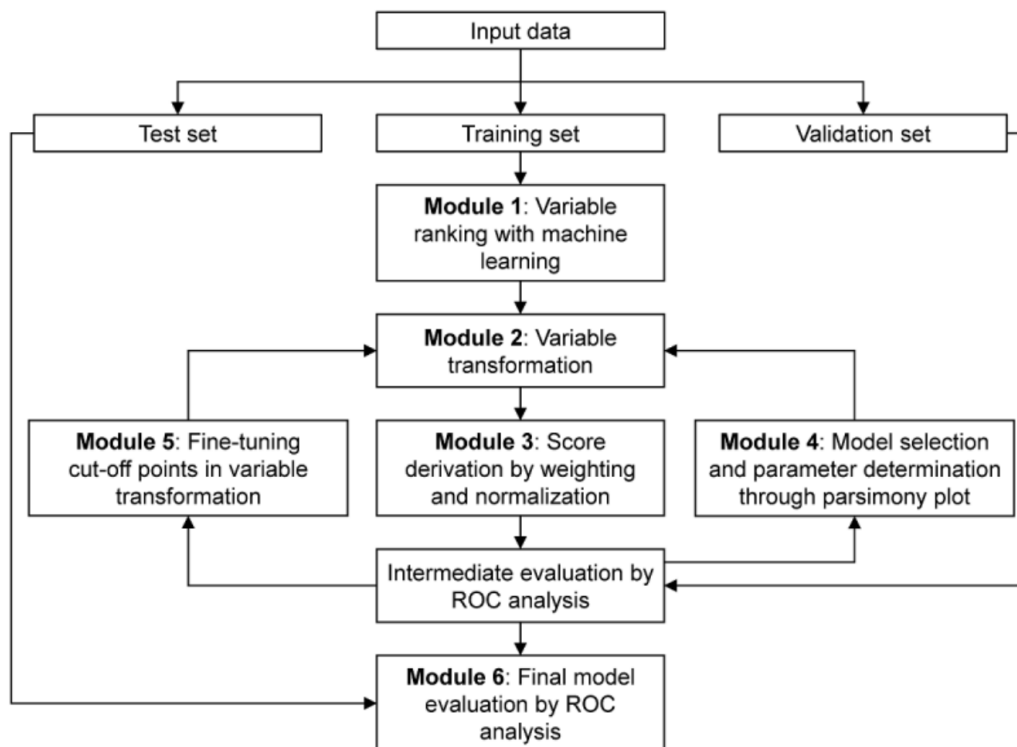 Input data
Test set
Training set
Validation set
Module 1: Variable
ranking with machine
learning
Module 2: Variable
transformation
Module 5: Fine-tuning
cut-off points in variable
transformation
Module 3: Score
derivation by weighting
and normalization
Module 4: Model selection
and parameter determination
through parsimony plot
Intermediate evaluation by
ROC analysis
Module 6: Final model
evaluation by ROC
analysis